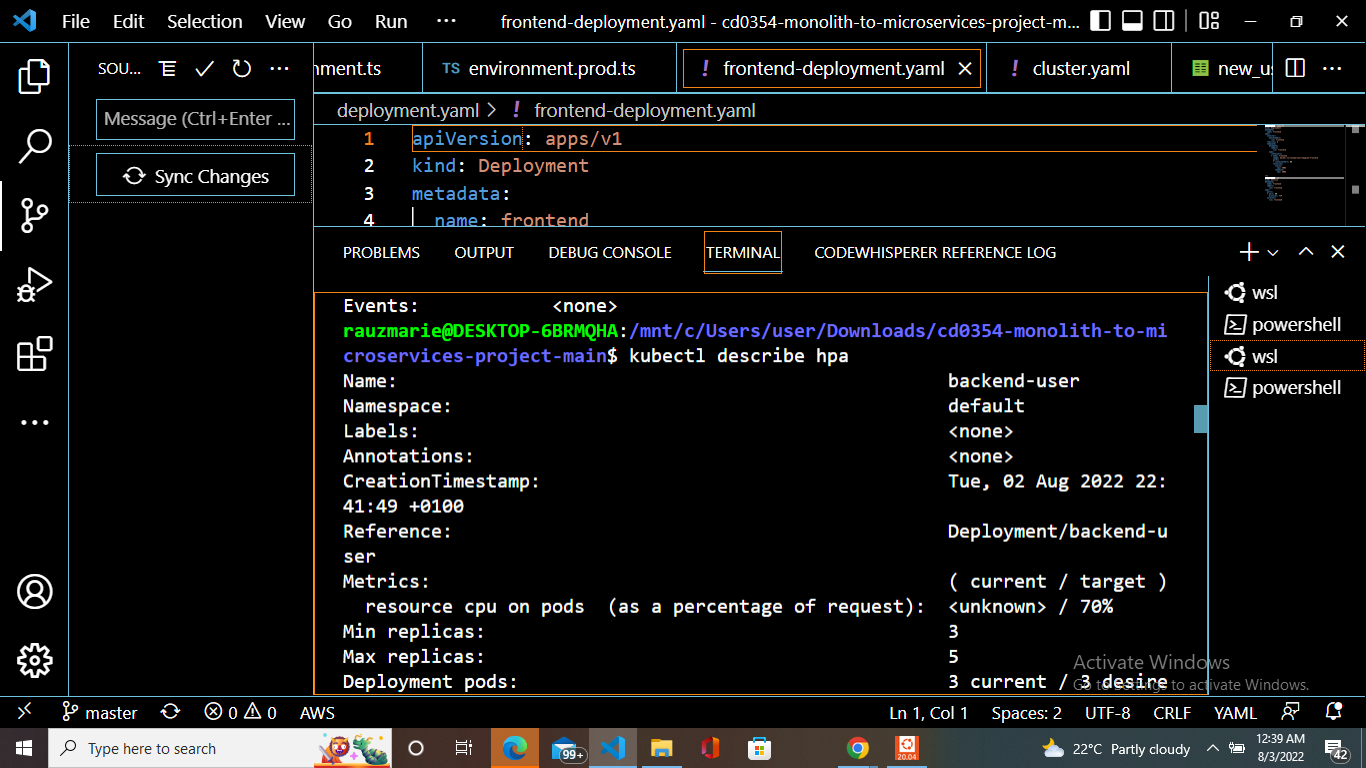 File Edit Selection View Go Run ··· frontend-deployment.yaml - cd0354-monolith-to-microservices-project-m...
SOU...
nment.ts
TS environment.prod.ts
! frontend-deployment.yaml
! cluster.yaml
new_us
deployment.yaml > ! frontend-deployment.yaml
Message (Ctrl+Enter ...
Sync Changes
1 apiVersion: apps/v1
2 kind: Deployment
3 metadata:
4 name: frontend
PROBLEMS OUTPUT DEBUG CONSOLE TERMINAL CODEWHISPERER REFERENCE LOG
wsl
powershell
wsl
powershell
Events: <none>
rauzmarie@DESKTOP-6BRMQHA:/mnt/c/Users/user/Downloads/cd0354-monolith-to-mi
croservices-project-main$ kubectl describe hpa
Name: backend-user
Namespace: default
Labels: <none>
Annotations: <none>
CreationTimestamp: Tue, 02 Aug 2022 22:
41:49 +0100
Reference: Deployment/backend-u
ser
Metrics: ( current / target )
resource cpu on pods (as a percentage of request): <unknown> / 70%
Min replicas: 3
Max replicas: 5
Deployment pods: 3 current / 3 desire
Activate Windows
Go to Settings to activate Windows.
master 0 0 AWS Ln 1, Col 1 Spaces: 2 UTF-8 CRLF YAML
Type here to search
99+
20.04
22°C Partly cloudy
12:39 AM
8/3/2022
42